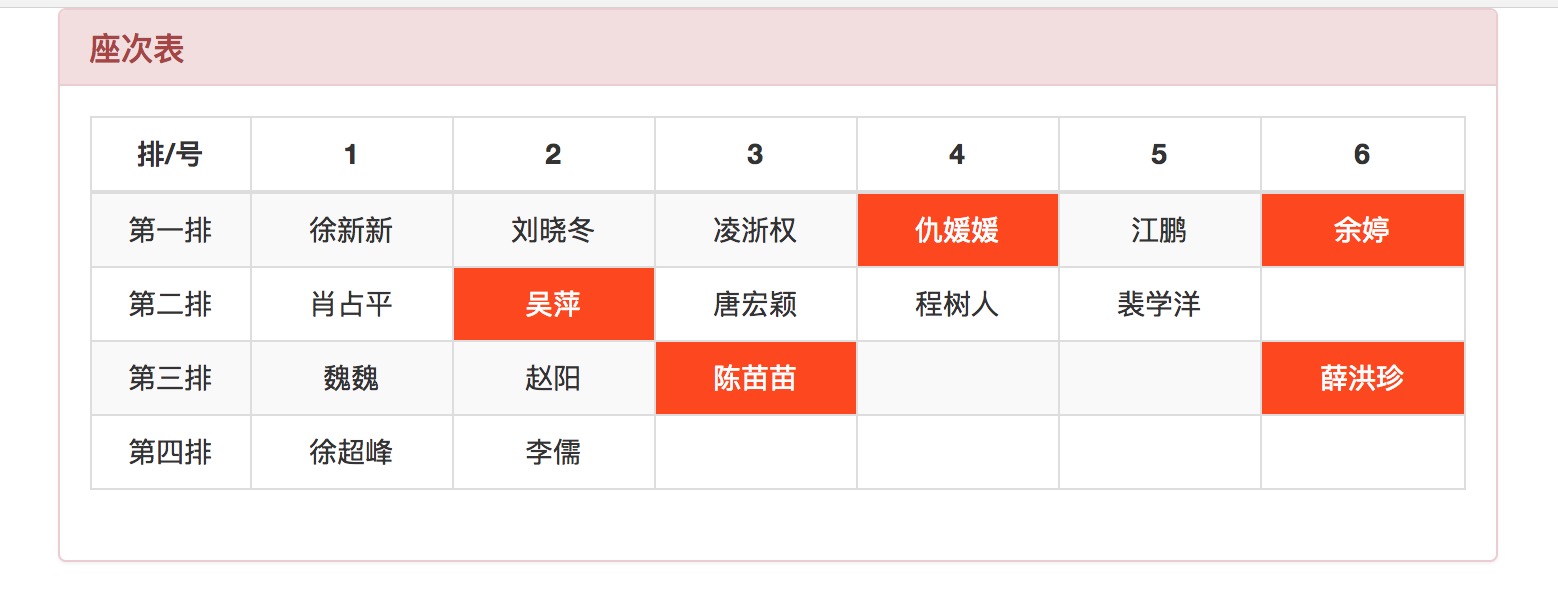 座次表
排/号 1 2 3 4 5 6
第一排 徐新新 刘晓冬 凌浙权 仇媛媛 江鹏 余婷
第二排 肖占平 吴萍 唐宏颖 程树人 裴学洋
第三排 魏魏 赵阳 陈苗苗 薛洪珍
第四排 徐超峰 李儒